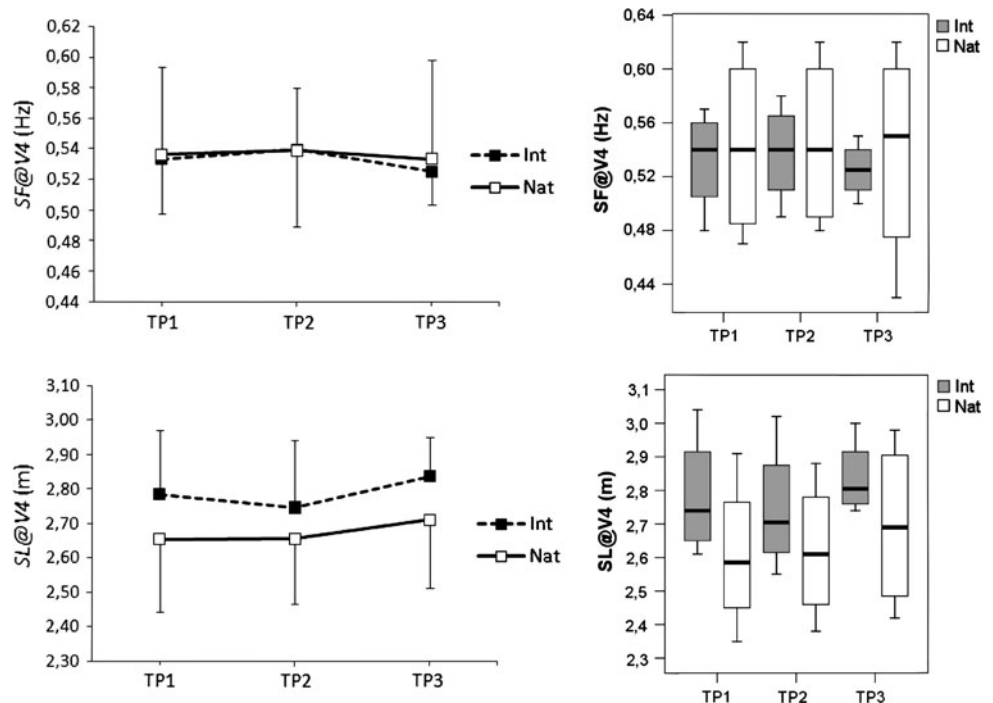 0,62
0,60
0,58
0,56
0,54
0,52
0,50
0,48
0,46
0,44
SF@V4 (Hz)
TP1 TP2 TP3
Int
Nat
0,64
0,60
0,56
0,52
0,48
0,44
SF@V4 (Hz)
TP1 TP2 TP3
Int
Nat
3,10
3,00
2,90
2,80
2,70
2,60
2,50
2,40
2,30
SL@V4 (m)
TP1 TP2 TP3
Int
Nat
3,1
3,0
2,9
2,8
2,7
2,6
2,5
2,4
2,3
SL@V4 (m)
TP1 TP2 TP3
Int
Nat